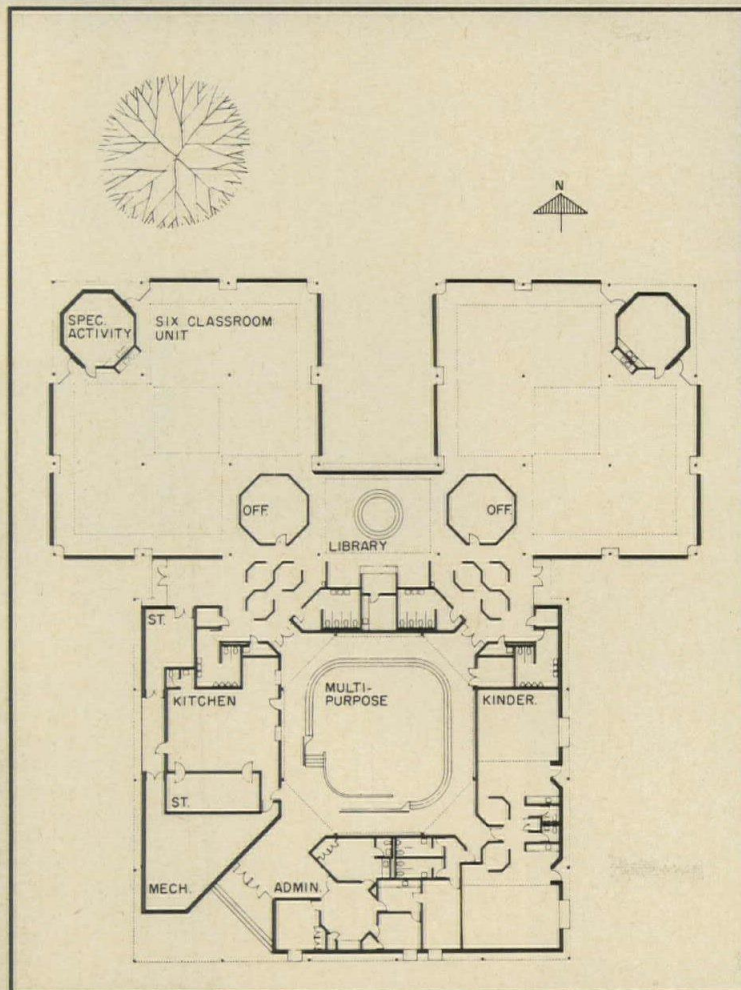 N
SPEC.
ACTIVITY
SIX CLASSROOM
UNIT
OFF.
OFF.
LIBRARY
ST.
MULTI-
PURPOSE
KITCHEN
KINDER.
ST.
MECH.
ADMIN.